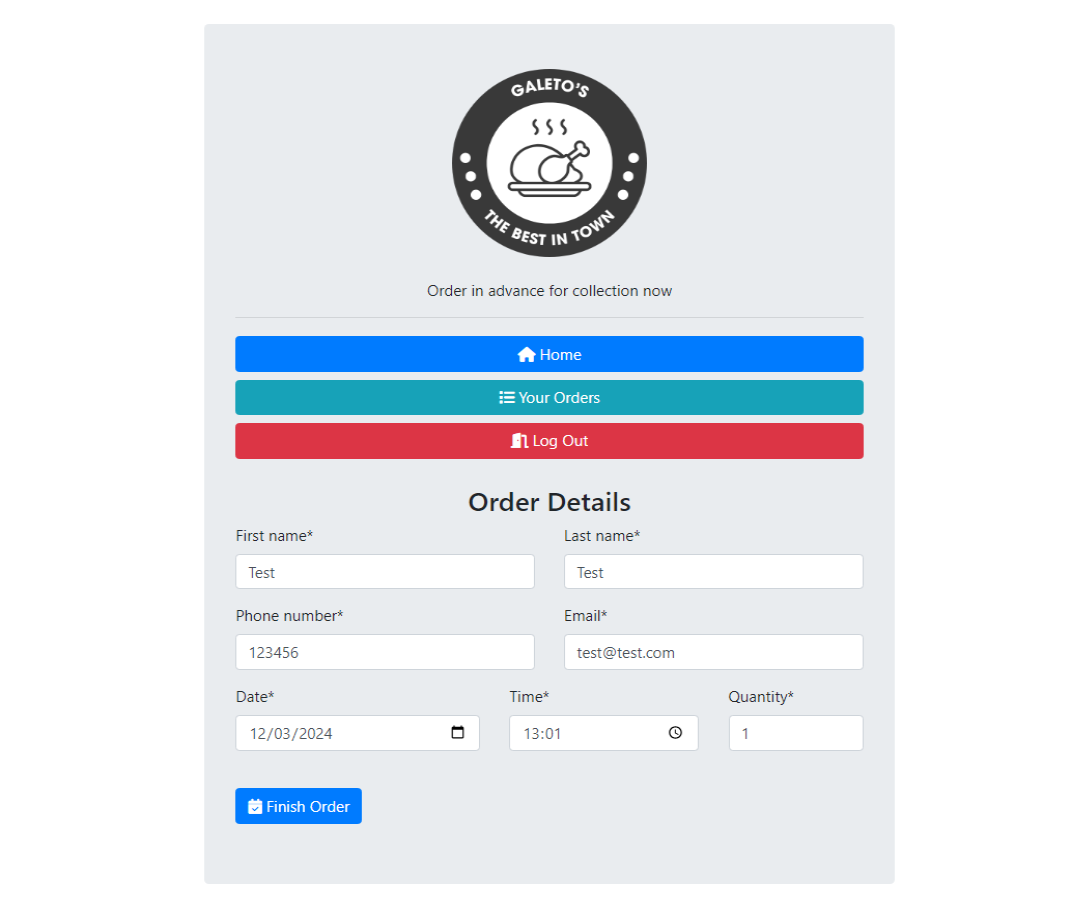 GALETO'S
THE BEST IN TOWN
Order in advance for collection now
Home
Your Orders
Log Out
Order Details
First name* Last name*
Test Test
Phone number* Email*
123456 test@test.com
Date* Time* Quantity*
12/03/2024 13:01 1
Finish Order